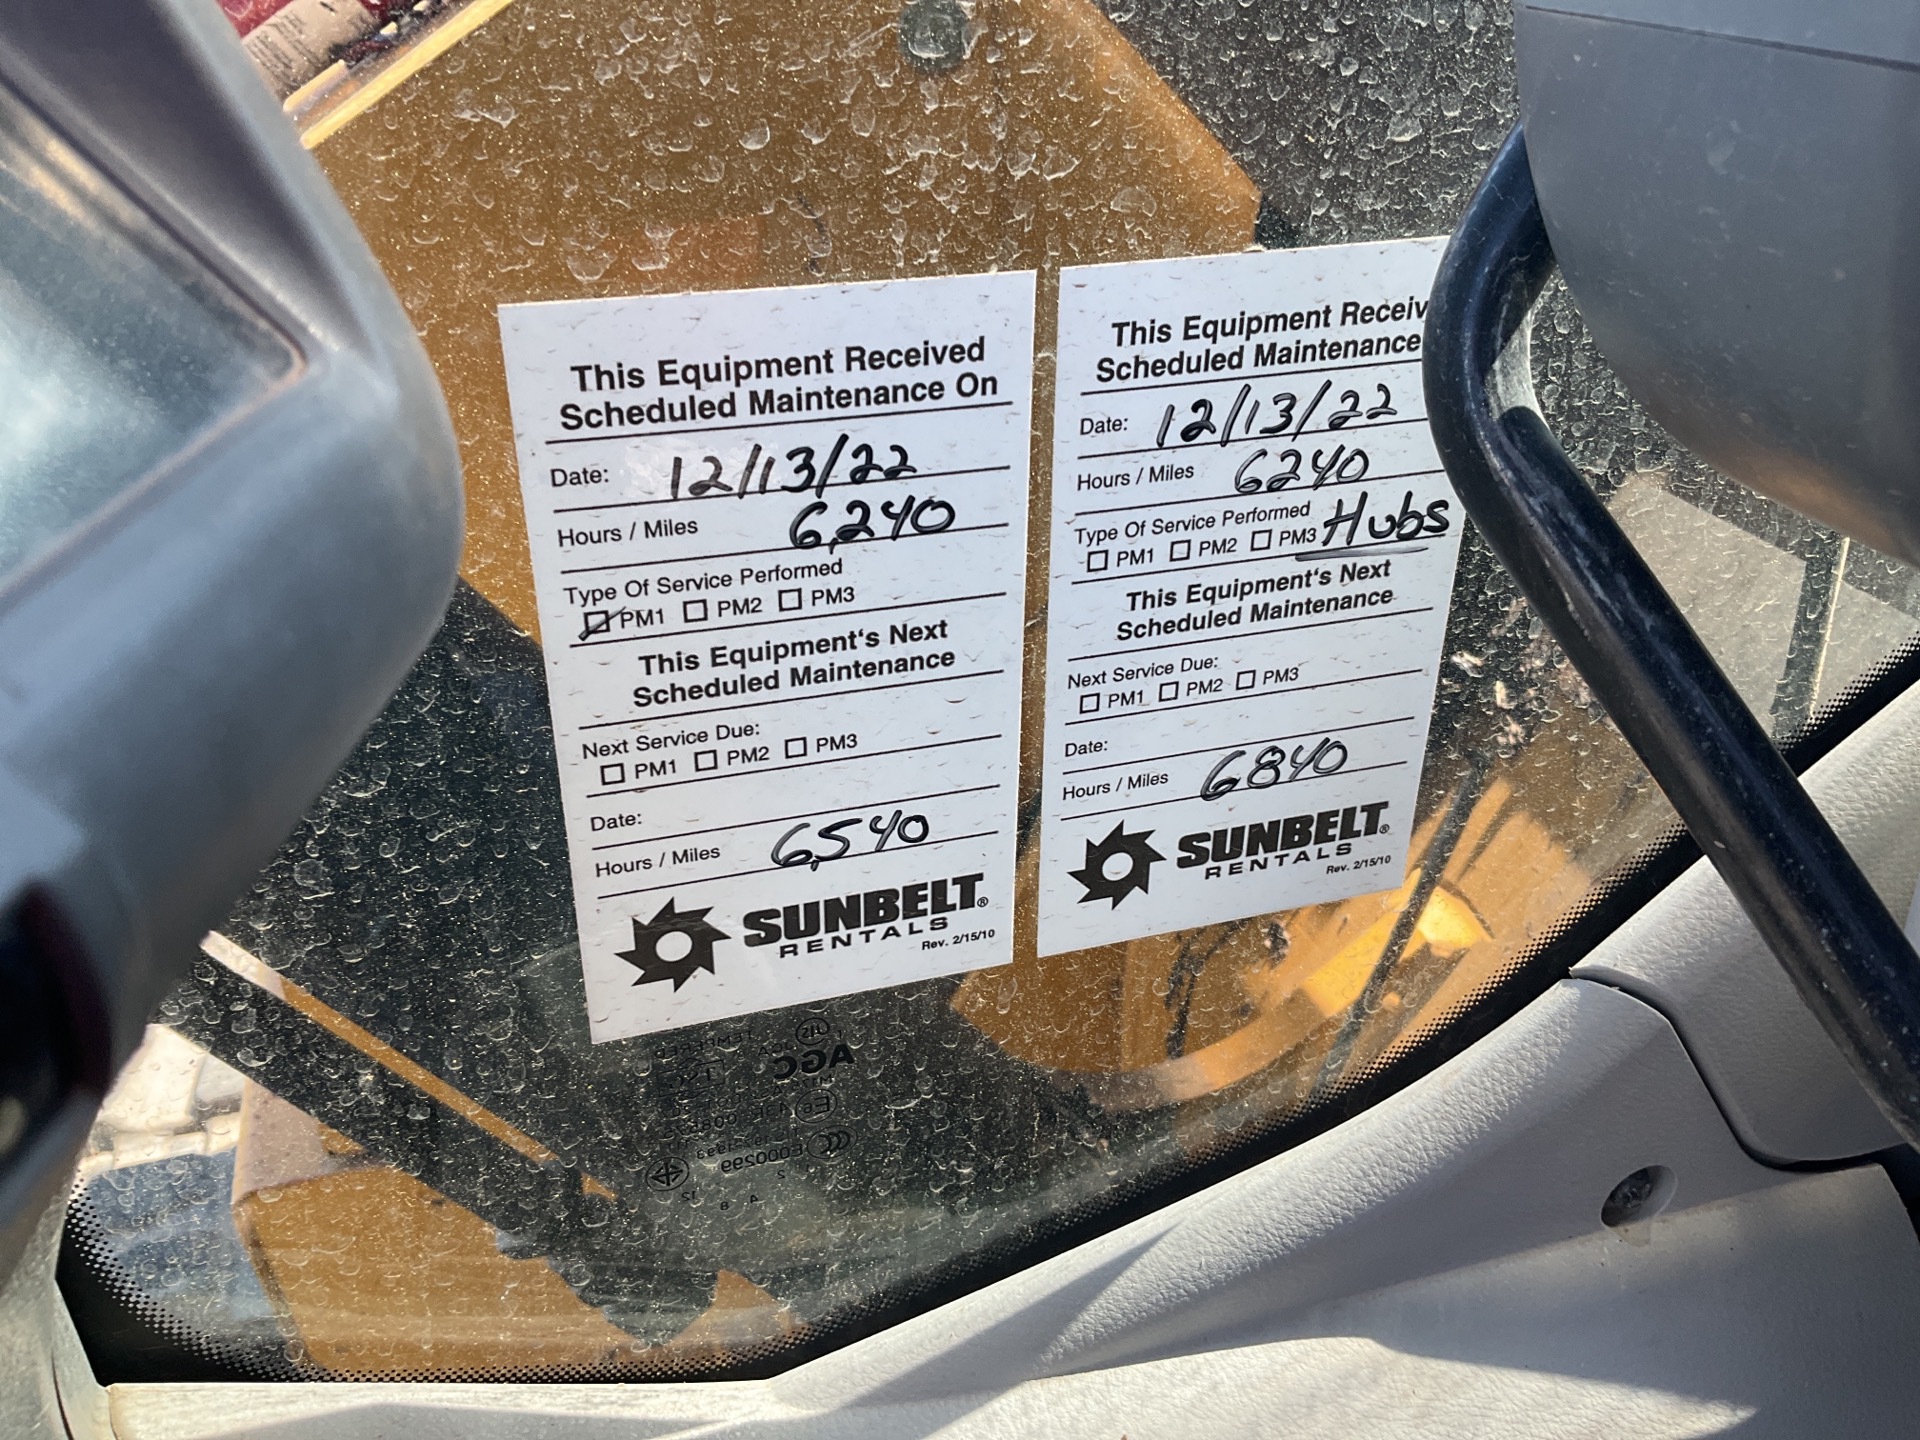 This Equipment Received
Scheduled Maintenance On
Date: 12/13/22
Hours / Miles 6,240
Type Of Service Performed
PM1 PM2 PM3
This Equipment's Next
Scheduled Maintenance
Next Service Due:
PM1 PM2 PM3
Date:
Hours / Miles 6,540
SUNBELT®
RENTALS
Rev. 2/15/10
This Equipment Receiv
Scheduled Maintenance
Date: 12/13/22
Hours / Miles 6240
Type Of Service Performed
PM1 PM2 PM3 Hubs
This Equipment's Next
Scheduled Maintenance
Next Service Due:
PM1 PM2 PM3
Date:
Hours / Miles 6840
SUNBELT®
RENTALS
Rev. 2/15/10
TEMPERED
AGC